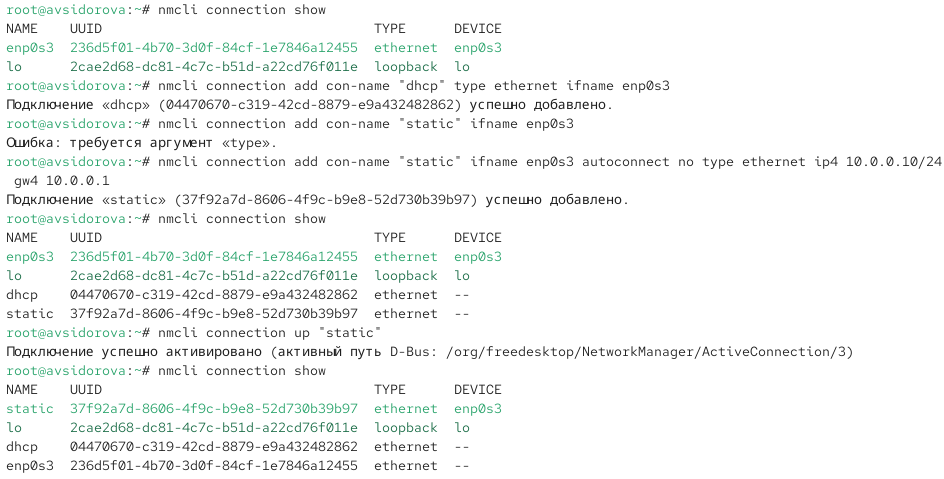 root@avsidorova:~# nmcli connection show
NAME    UUID                                  TYPE      DEVICE
enp0s3  236d5f01-4b70-3d0f-84cf-1e7846a12455  ethernet  enp0s3
lo      2cae2d68-dc81-4c7c-b51d-a22cd76f011e  loopback  lo
root@avsidorova:~# nmcli connection add con-name "dhcp" type ethernet ifname enp0s3
Подключение «dhcp» (04470670-c319-42cd-8879-e9a432482862) успешно добавлено.
root@avsidorova:~# nmcli connection add con-name "static" ifname enp0s3
Ошибка: требуется аргумент «type».
root@avsidorova:~# nmcli connection add con-name "static" ifname enp0s3 autoconnect no type ethernet ip4 10.0.0.10/24
 gw4 10.0.0.1
Подключение «static» (37f92a7d-8606-4f9c-b9e8-52d730b39b97) успешно добавлено.
root@avsidorova:~# nmcli connection show
NAME    UUID                                  TYPE      DEVICE
enp0s3  236d5f01-4b70-3d0f-84cf-1e7846a12455  ethernet  enp0s3
lo      2cae2d68-dc81-4c7c-b51d-a22cd76f011e  loopback  lo
dhcp    04470670-c319-42cd-8879-e9a432482862  ethernet  --
static  37f92a7d-8606-4f9c-b9e8-52d730b39b97  ethernet  --
root@avsidorova:~# nmcli connection up "static"
Подключение успешно активировано (активный путь D-Bus: /org/freedesktop/NetworkManager/ActiveConnection/3)
root@avsidorova:~# nmcli connection show
NAME    UUID                                  TYPE      DEVICE
static  37f92a7d-8606-4f9c-b9e8-52d730b39b97  ethernet  enp0s3
lo      2cae2d68-dc81-4c7c-b51d-a22cd76f011e  loopback  lo
dhcp    04470670-c319-42cd-8879-e9a432482862  ethernet  --
enp0s3  236d5f01-4b70-3d0f-84cf-1e7846a12455  ethernet  --